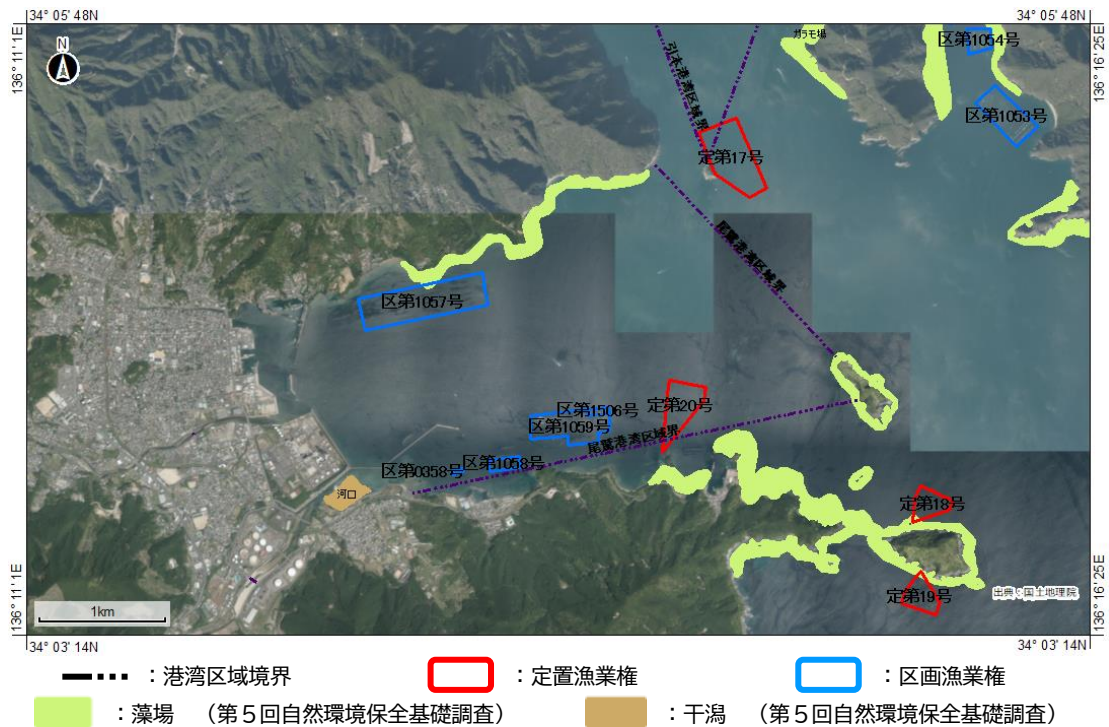 34° 05' 48N
34° 05' 48N
136° 11' 1E
136° 16' 25E
N
ガラモ場
区第1054号
引本港湾区域界
区第1053号
定第17号
尾鷲港湾区域界
区第1057号
定第20号
区第1506号
区第1059号
尾鷲港湾区域界
区第0358号
区第1058号
河口
定第18号
定第19号
出典：国土地理院
136° 11' 1E
136° 16' 25E
1km
34° 03' 14N
34° 03' 14N
：港湾区域境界
：定置漁業権
：区画漁業権
：藻場　（第５回自然環境保全基礎調査）
：干潟　（第５回自然環境保全基礎調査）